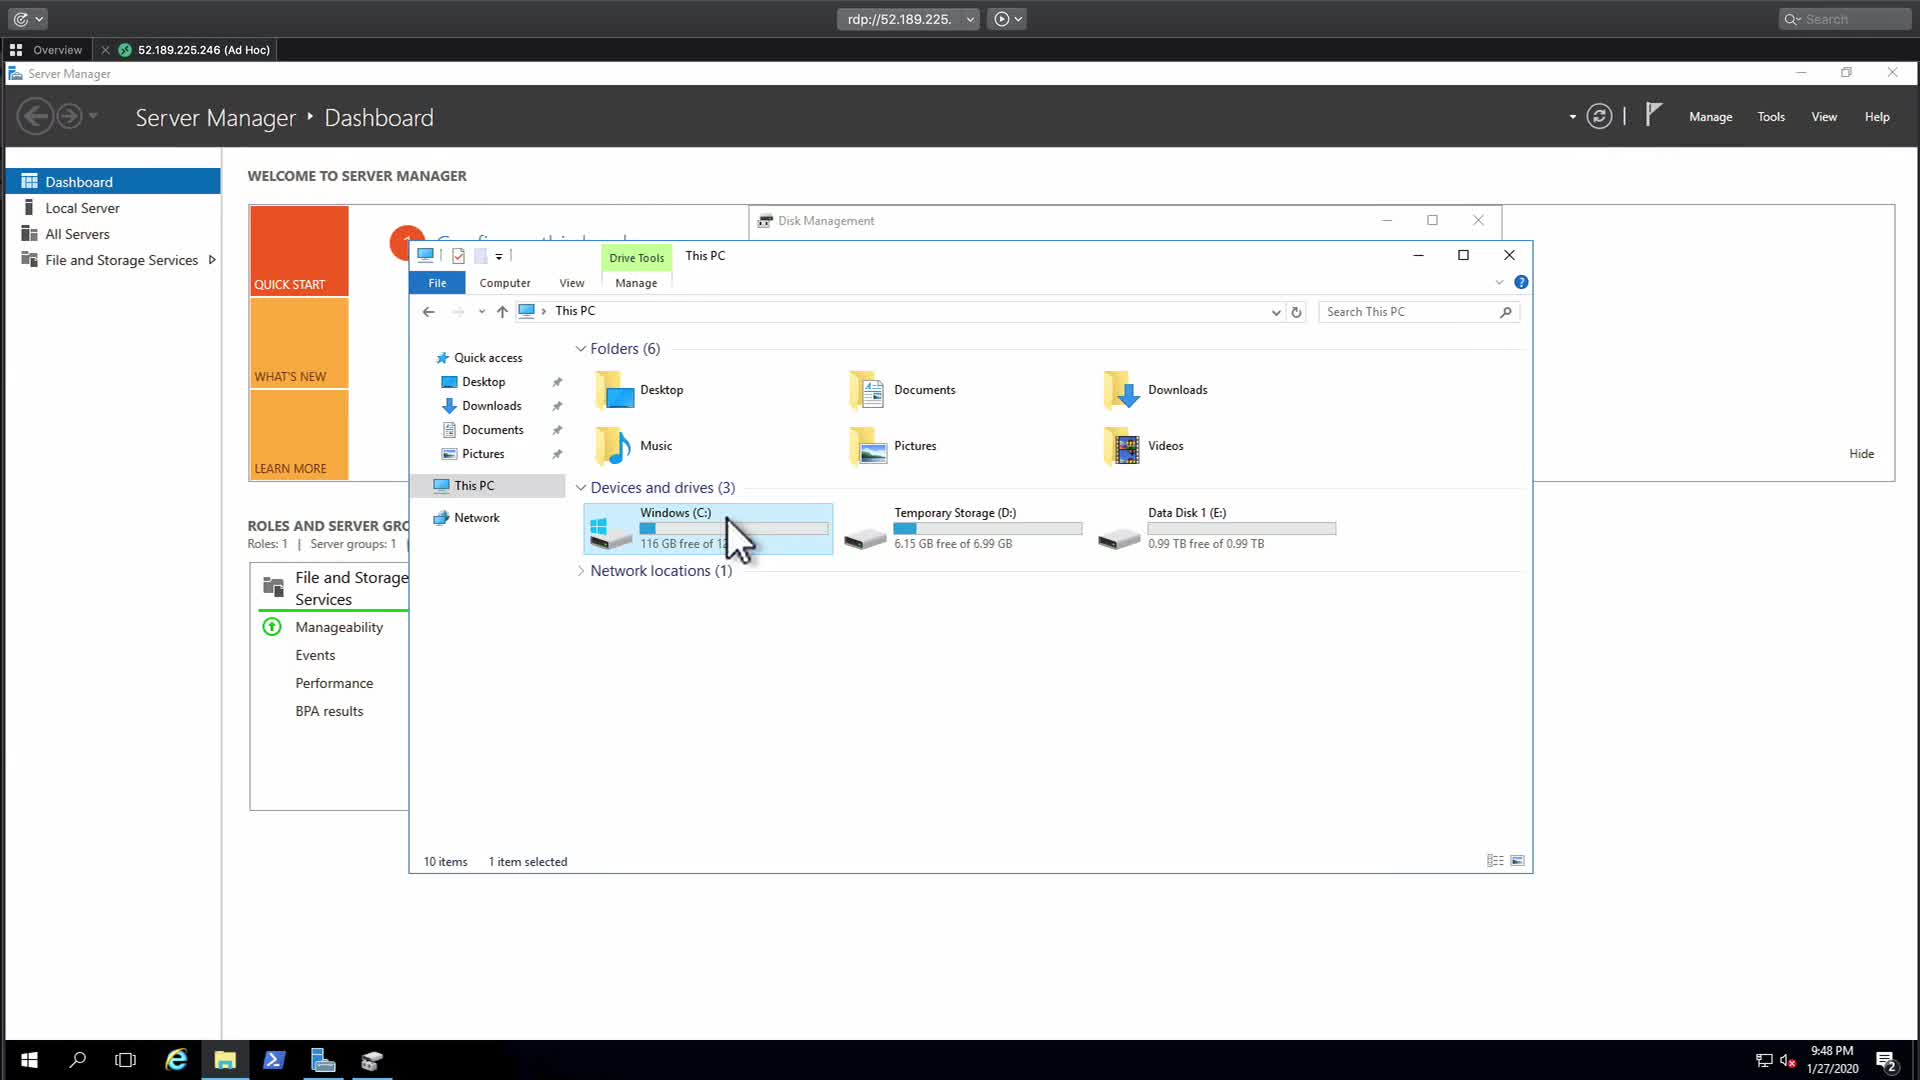 rdp://52.189.225.
Search
Overview
52.189.225.246 (Ad Hoc)
Server Manager
Server Manager
Dashboard
Manage
Tools
View
Help
Dashboard
Local Server
All Servers
File and Storage Services
WELCOME TO SERVER MANAGER
QUICK START
WHAT'S NEW
LEARN MORE
Hide
Disk Management
Drive Tools
This PC
File
Computer
View
Manage
This PC
Search This PC
Quick access
Desktop
Downloads
Documents
Pictures
This PC
Network
Folders (6)
Desktop
Documents
Downloads
Music
Pictures
Videos
Devices and drives (3)
Windows (C:)
116 GB free of 12
Temporary Storage (D:)
6.15 GB free of 6.99 GB
Data Disk 1 (E:)
0.99 TB free of 0.99 TB
Network locations (1)
10 items
1 item selected
ROLES AND SERVER GRO
Roles: 1 | Server groups: 1 |
File and Storage
Services
Manageability
Events
Performance
BPA results
9:48 PM
1/27/2020
2